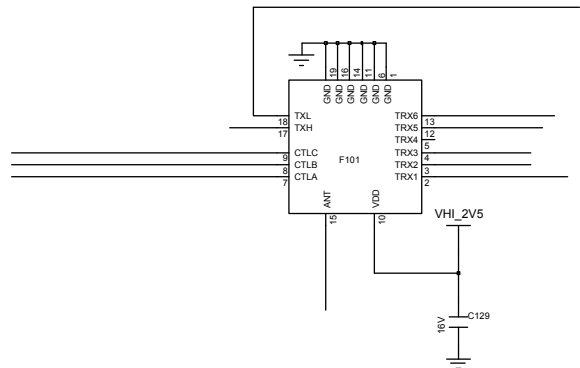 19 16 14 11 6 1
GND GND GND GND GND GND
TXL TRX6
18 13
TXH TRX5
17 12
TRX4
5
CTLC F101 TRX3
9 4
CTLB TRX2
8 3
CTLA TRX1
7 2
ANT VDD
15 10
VHI_2V5
16V C129